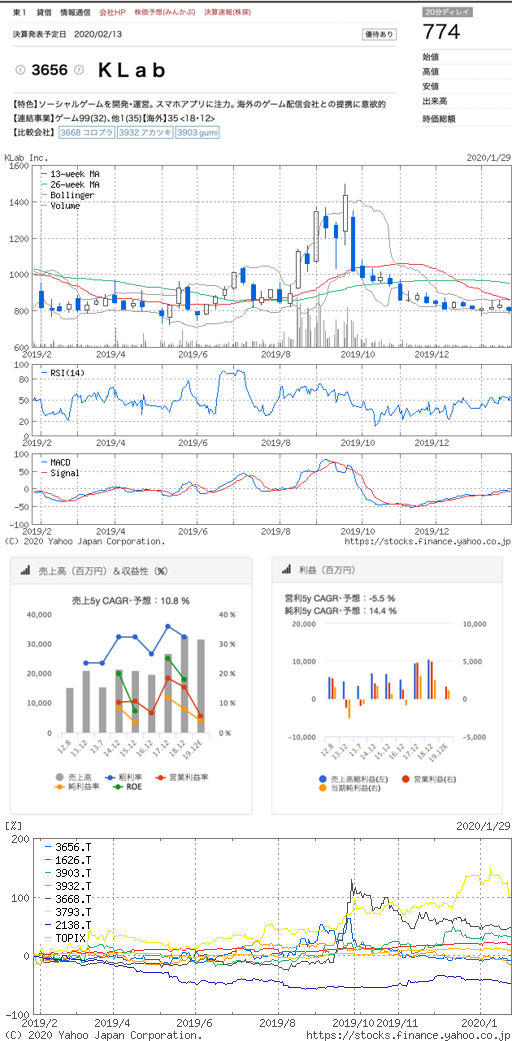 東１ 貸借 情報通信 会社HP 株価予想(みんかぶ) 決算速報(株探)
20分ディレイ
決算発表予定日 2020/02/13
優待あり
774
3656 ＫＬａｂ
始値
高値
安値
出来高
時価総額
【特色】ソーシャルゲームを開発・運営。スマホアプリに注力。海外のゲーム配信会社との提携に意欲的
【連結事業】ゲーム99(32)、他1(35)【海外】35 <18・12>
【比較会社】 3668 コロプラ 3932 アカツキ 3903 gumi
KLab Inc. 2020/1/29
1600
13-week MA
26-week MA
Bollinger
Volume
1400
1200
1000
800
600
2019/2 2019/4 2019/6 2019/8 2019/10 2019/12
100
RSI(14)
50
0
2019/2 2019/4 2019/6 2019/8 2019/10 2019/12
100
MACD
Signal
50
0
-50
-100
2019/2 2019/4 2019/6 2019/8 2019/10 2019/12
(C) 2020 Yahoo Japan Corporation. https://stocks.finance.yahoo.co.jp
売上高（百万円）＆収益性（%）
売上5y CAGR・予想：10.8 %
40,000 40 %
30,000 30 %
20,000 20 %
10,000 10 %
0 0 %
12.8 13.12 13.7 14.12 15.12 16.12 17.12 18.12 19.12E
売上高 粗利率 営業利益率
純利益率 ROE
利益（百万円）
営利5y CAGR・予想：-5.5 %
純利5y CAGR・予想：14.4 %
20,000 10,000
10,000 5,000
0 0
-10,000 -5,000
12.8 13.12 13.7 14.12 15.12 16.12 17.12 18.12 19.12E
売上高総利益(左) 営業利益(右)
当期純利益(右)
[%] 2020/1/29
200
3656.T
1626.T
3903.T
3932.T
3668.T
3793.T
2138.T
TOPIX
100
0
-100
2019/2 2019/4 2019/6 2019/8 2019/10 2019/11 2020/1
(C) 2020 Yahoo Japan Corporation. https://stocks.finance.yahoo.co.jp